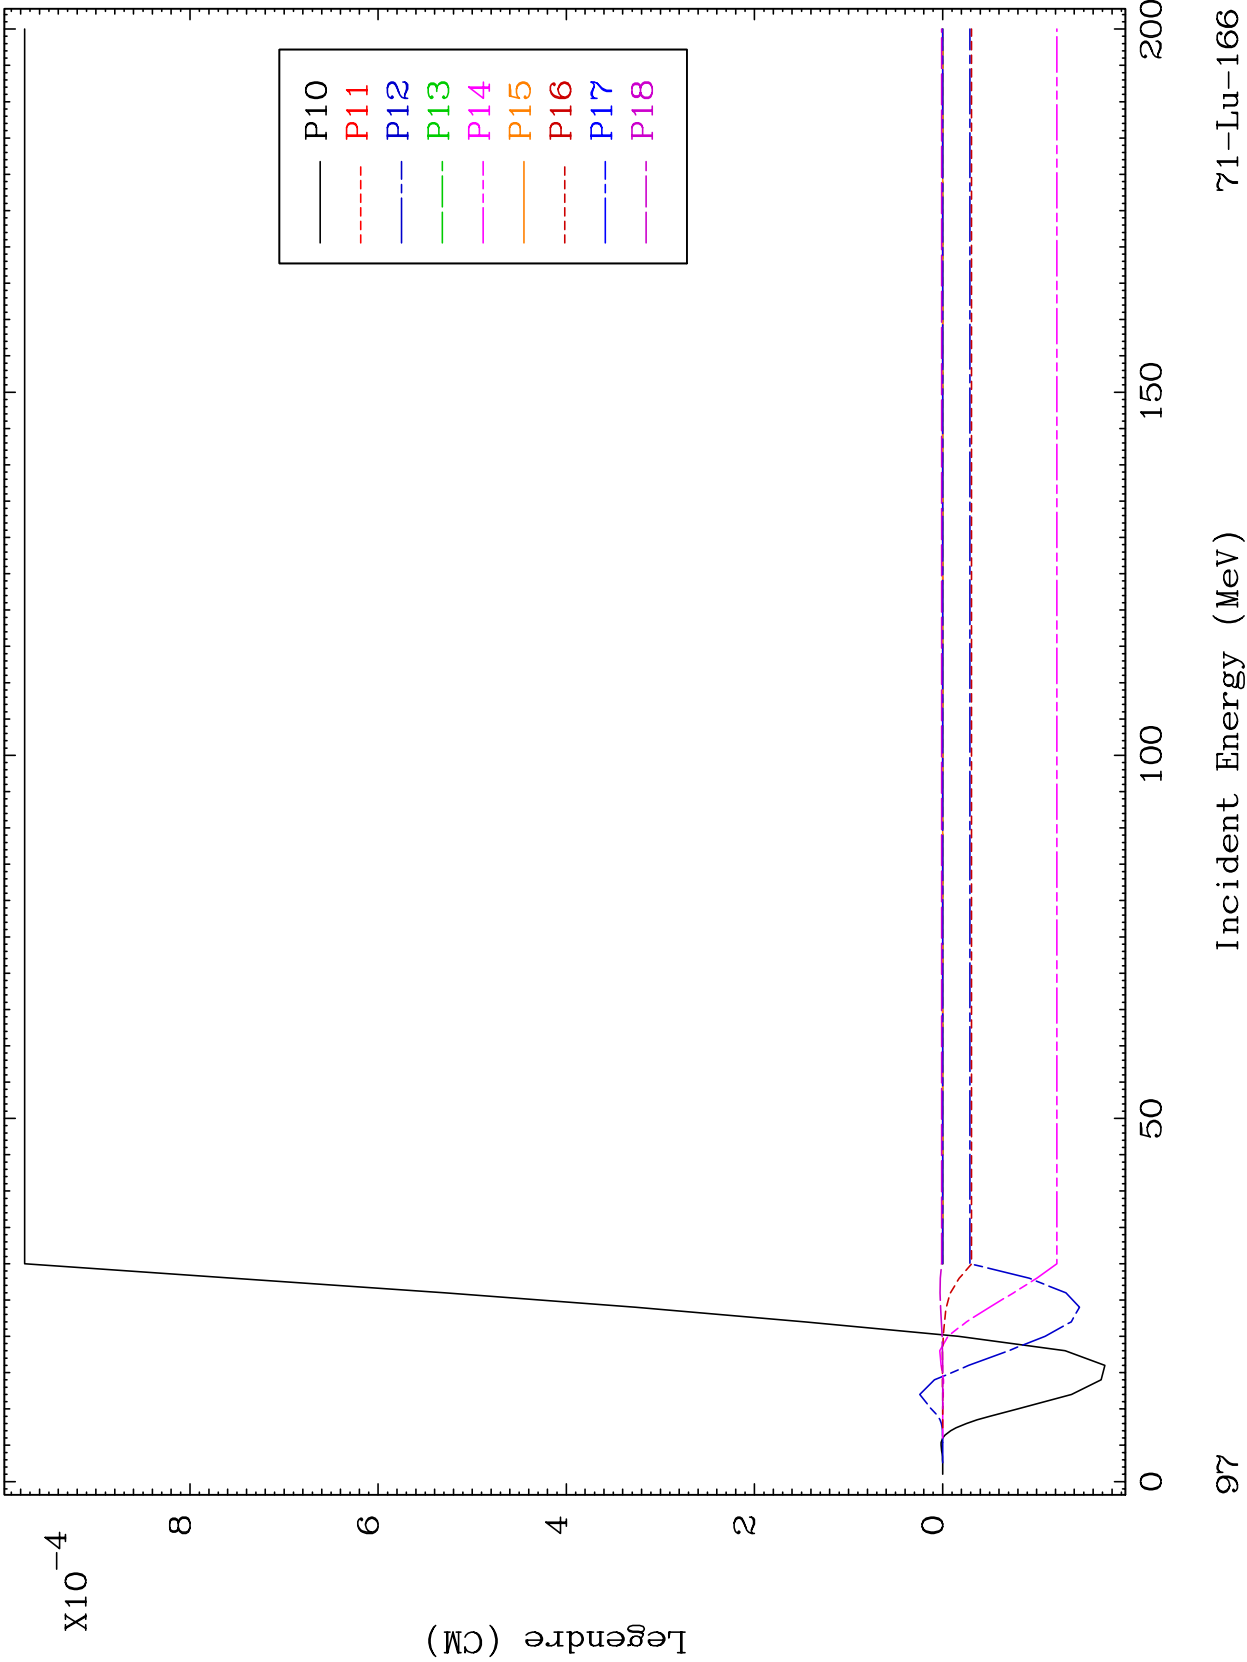 X10-4
8
6
4
2
0
Legendre (CM)
P10
P11
P12
P13
P14
P15
P16
P17
P18
0
50
100
150
200
97
Incident Energy (MeV)
71-Lu-166